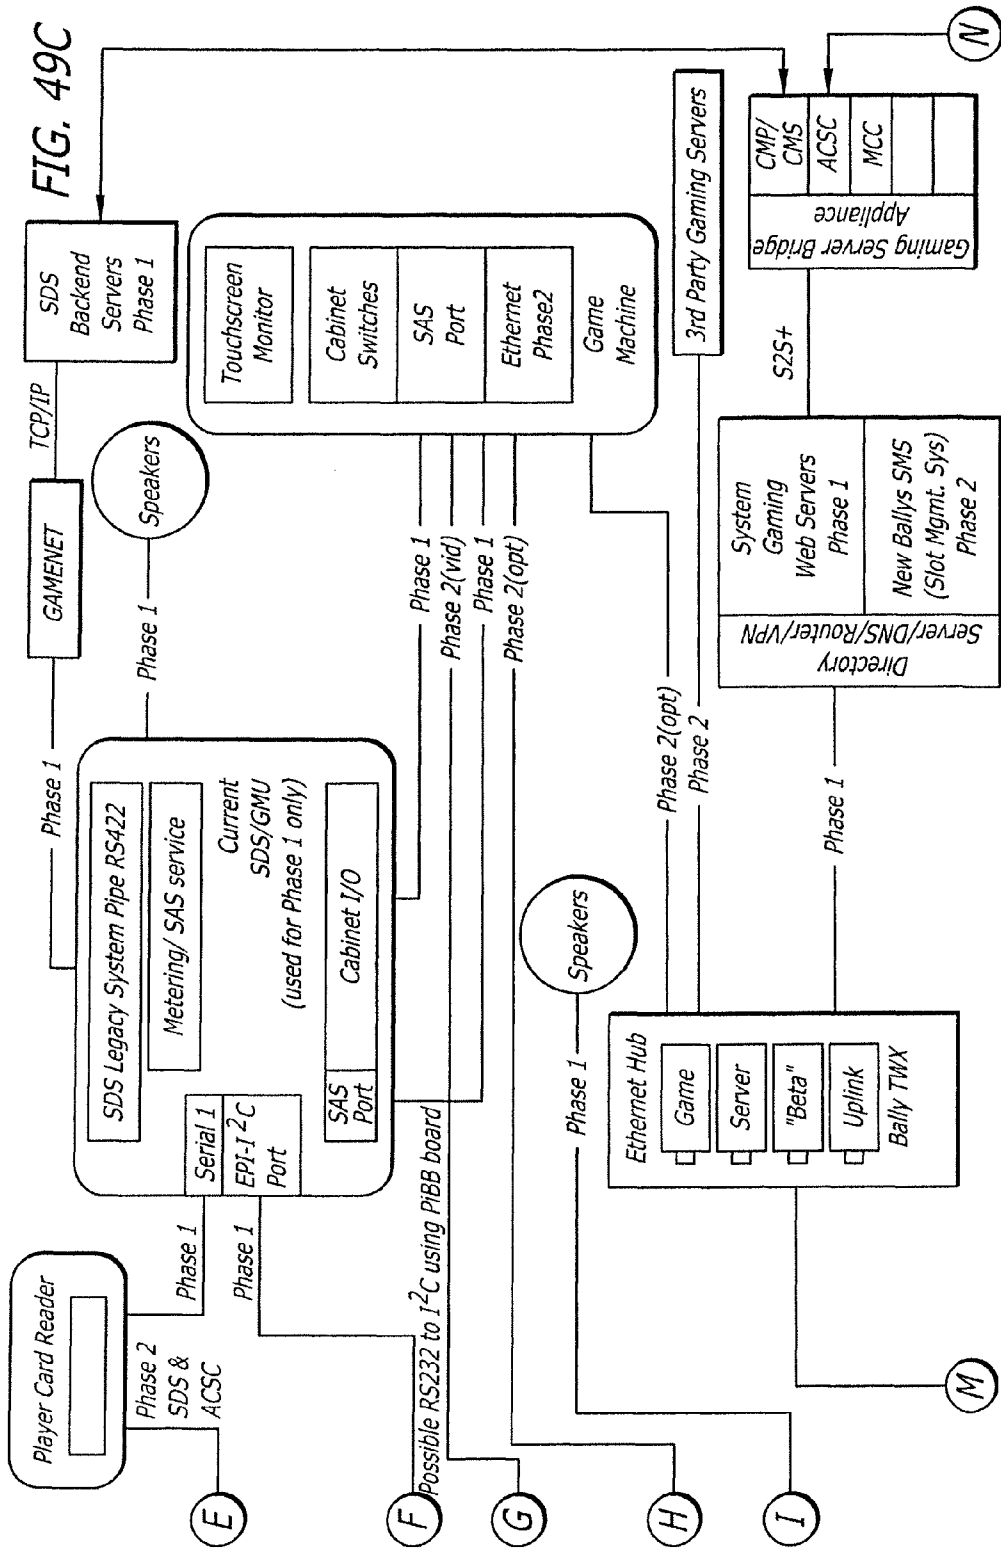 FIG. 49C
Player Card Reader
Phase 2
SDS &
ACSC
Phase 1
Phase 1
E
F
Possible RS232 to I²C using PiBB board
G
H
I
M
N
SDS Legacy System Pipe RS422
Metering/ SAS service
Serial 1
EPI-I²C
Port
Current
SDS/GMU
(used for Phase 1 only)
SAS
Port
Cabinet I/O
Phase 1
GAMENET
TCP/IP
SDS
Backend
Servers
Phase 1
Phase 1
Speakers
Phase 1
Phase 2(vid)
Phase 1
Phase 2(opt)
Touchscreen
Monitor
Cabinet
Switches
SAS
Port
Ethernet
Phase2
Game
Machine
Phase 1
Speakers
Phase 2(opt)
Phase 2
3rd Party Gaming Servers
Ethernet Hub
Game
Server
"Beta"
Uplink
Bally TWX
Phase 1
Directory
Server/DNS/Router/VPN
System
Gaming
Web Servers
Phase 1
New Ballys SMS
(Slot Mgmt. Sys)
Phase 2
S2S+
Gaming Server Bridge
Appliance
CMP/
CMS
ACSC
MCC